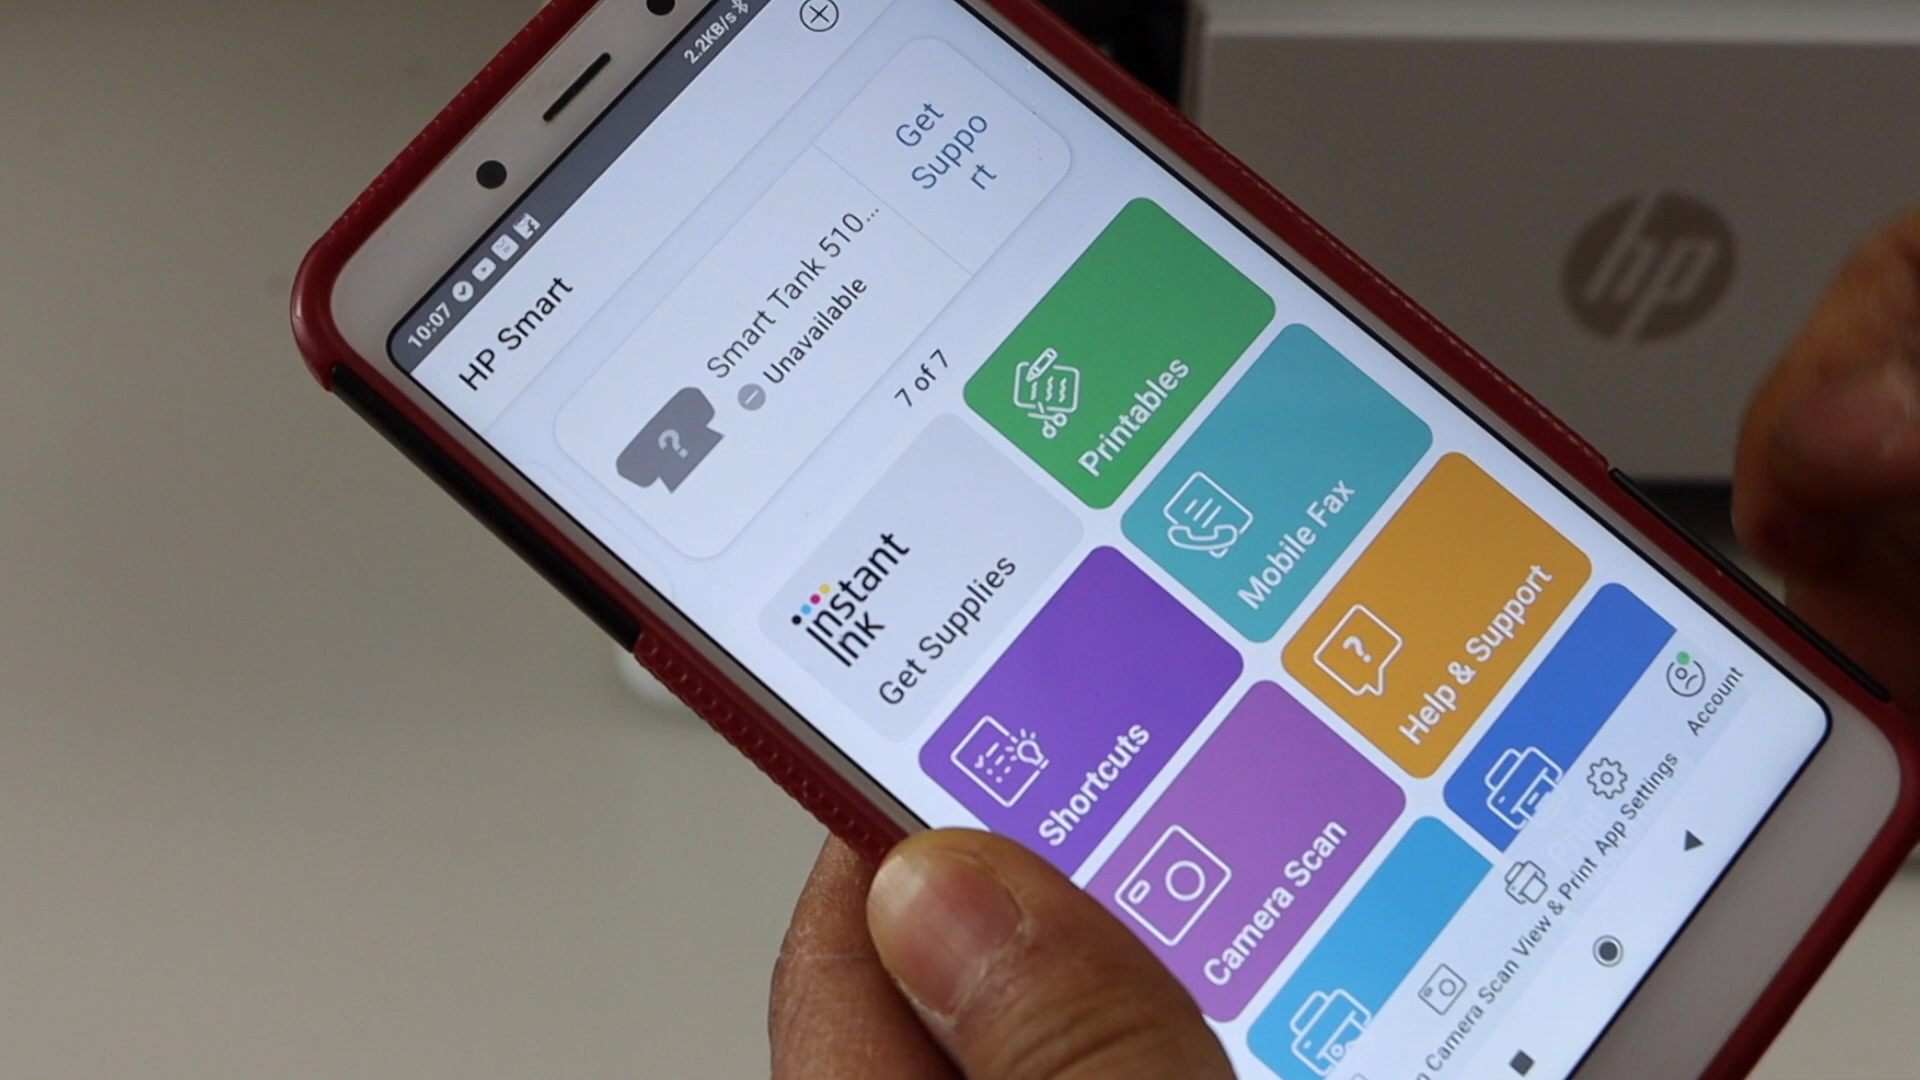 10:07
2.2KB/s
HP Smart
Smart Tank 510...
Unavailable
Get
Suppo
rt
7 of 7
instant
ink
Get Supplies
Printables
Shortcuts
Mobile Fax
Camera Scan
Help & Support
Camera Scan
View & Print
App Settings
Account
hp